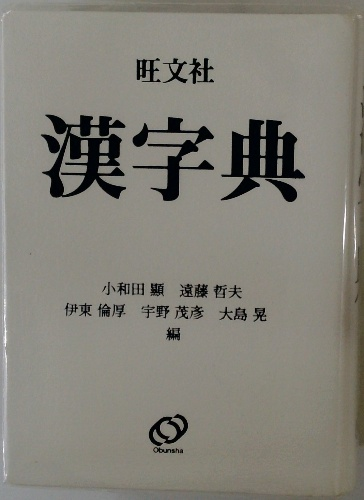 旺文社
漢字典
小和田 顯　遠藤 哲夫
伊東 倫厚　宇野 茂彦　大島 晃
編
Obunsha